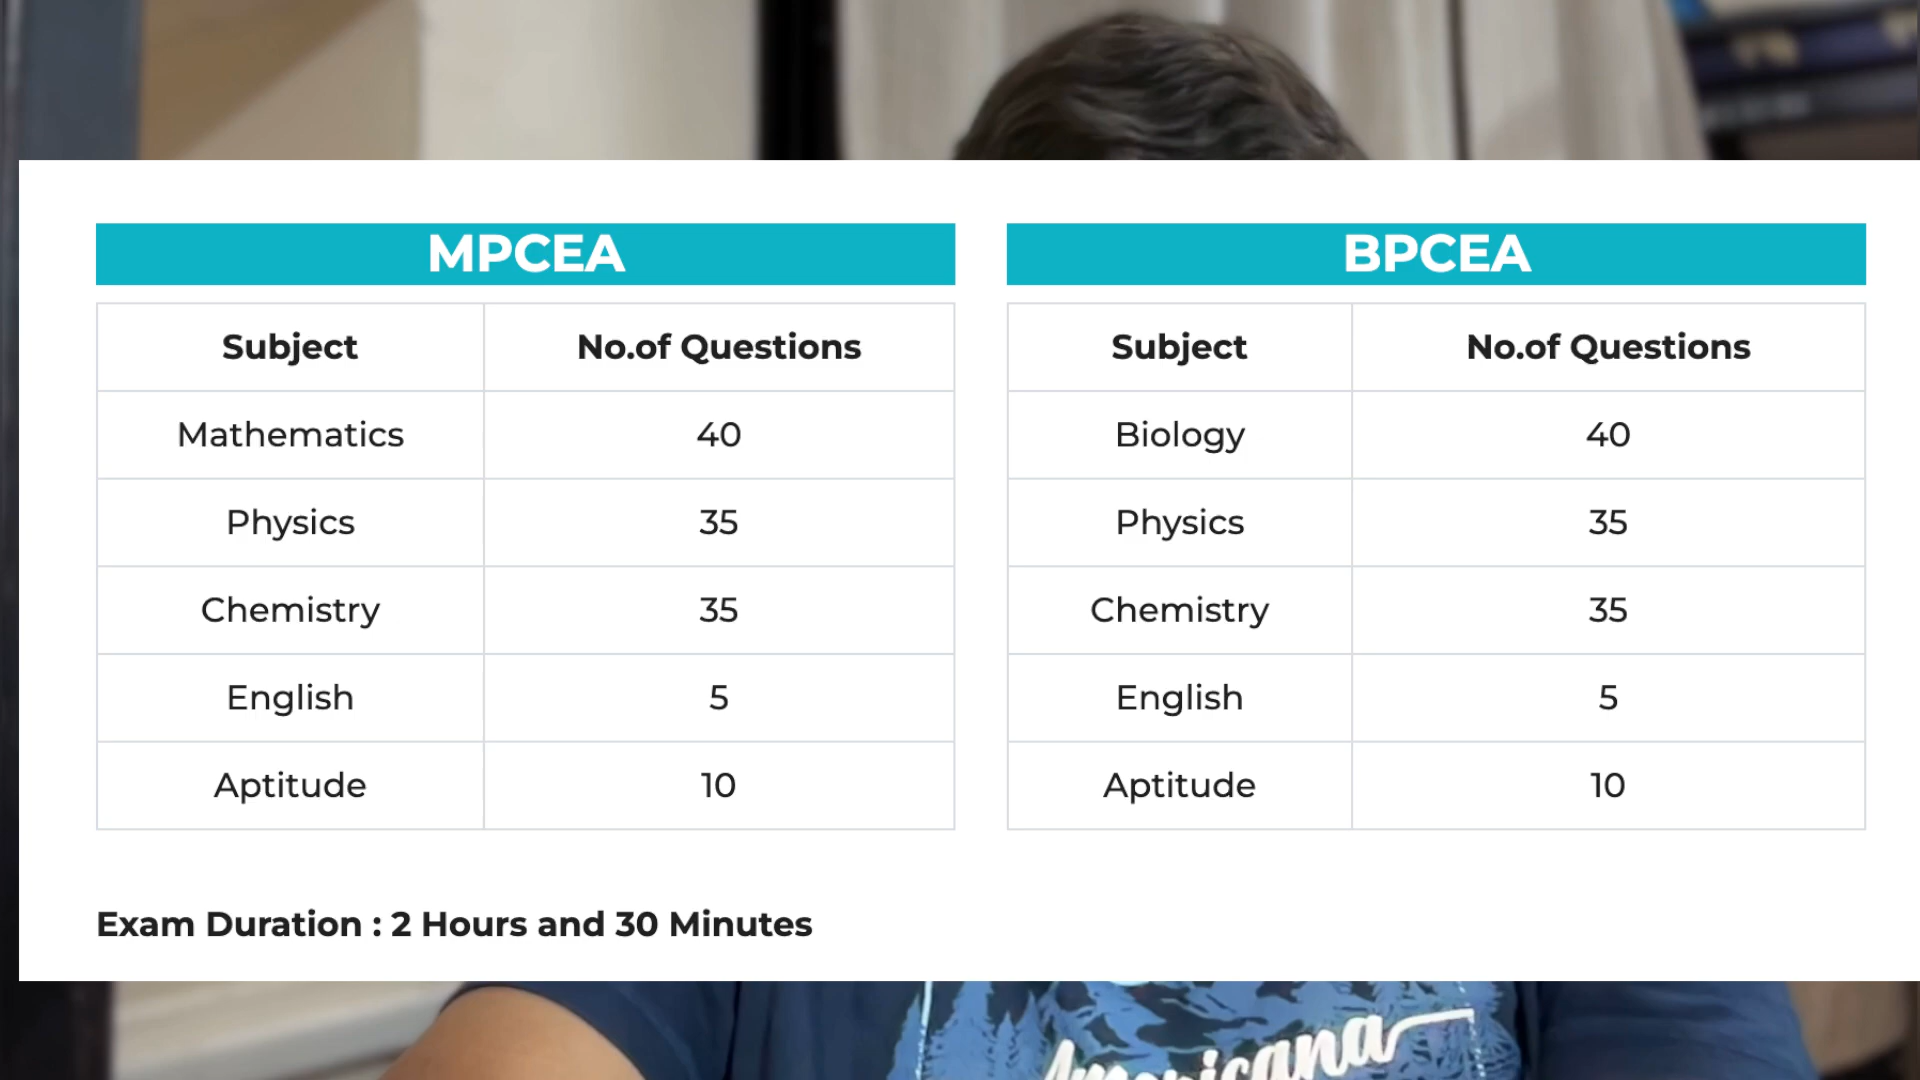 MPCEA
Subject No.of Questions
Mathematics 40
Physics 35
Chemistry 35
English 5
Aptitude 10
BPCEA
Subject No.of Questions
Biology 40
Physics 35
Chemistry 35
English 5
Aptitude 10
Exam Duration : 2 Hours and 30 Minutes
Americana